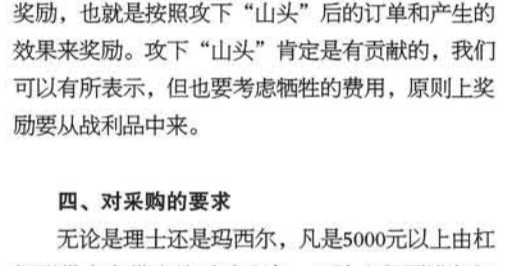 奖励，也就是按照攻下“山头”后的订单和产生的
效果来奖励。攻下“山头”肯定是有贡献的，我们
可以有所表示，但也要考虑牺牲的费用，原则上奖
励要从战利品中来。
四、对采购的要求
无论是理士还是玛西尔，凡是5000元以上由杠